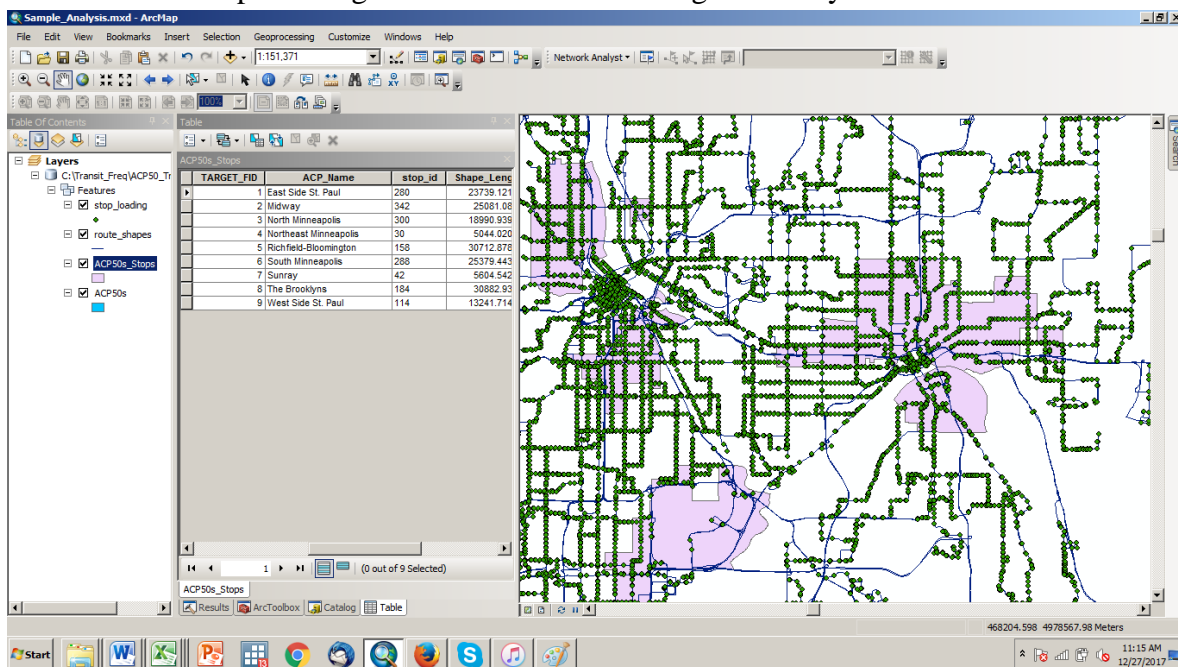 Sample_Analysis.mxd - ArcMap
File Edit View Bookmarks Insert Selection Geoprocessing Customize Windows Help
1:151,371 Network Analyst
100%
Table Of Contents
Layers
C:\Transit_Freq\ACP50_Tr
Features
stop_loading
route_shapes
ACP50s_Stops
ACP50s
Table
ACP50s_Stops
TARGET_FID ACP_Name stop_id Shape_Leng
1 East Side St. Paul 280 23739.121
2 Midway 342 25081.08
3 North Minneapolis 300 18990.939
4 Northeast Minneapolis 30 5044.020
5 Richfield-Bloomington 158 30712.878
6 South Minneapolis 288 25379.443
7 Sunray 42 5604.542
8 The Brooklyns 184 30882.93
9 West Side St. Paul 114 13241.714
1 (0 out of 9 Selected)
ACP50s_Stops
Results ArcToolbox Catalog Table
Search
468204.598 4978567.98 Meters
Start
11:15 AM
12/27/2017